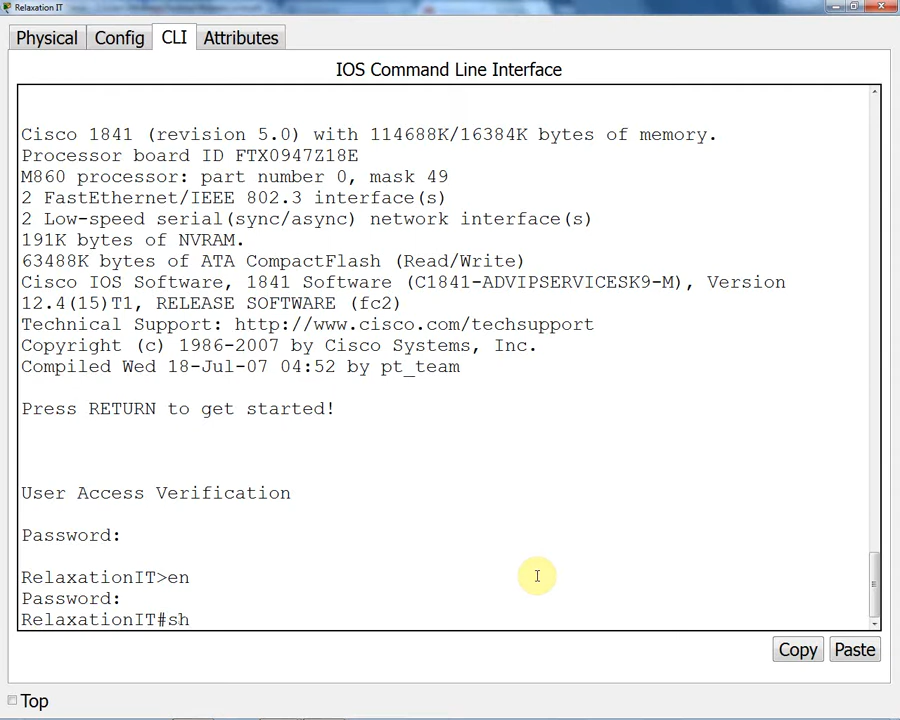 Relaxation IT
Physical
Config
CLI
Attributes
IOS Command Line Interface
Cisco 1841 (revision 5.0) with 114688K/16384K bytes of memory.
Processor board ID FTX0947Z18E
M860 processor: part number 0, mask 49
2 FastEthernet/IEEE 802.3 interface(s)
2 Low-speed serial(sync/async) network interface(s)
191K bytes of NVRAM.
63488K bytes of ATA CompactFlash (Read/Write)
Cisco IOS Software, 1841 Software (C1841-ADVIPSERVICESK9-M), Version
12.4(15)T1, RELEASE SOFTWARE (fc2)
Technical Support: http://www.cisco.com/techsupport
Copyright (c) 1986-2007 by Cisco Systems, Inc.
Compiled Wed 18-Jul-07 04:52 by pt_team
Press RETURN to get started!
User Access Verification
Password:
RelaxationIT>en
Password:
RelaxationIT#sh
Copy
Paste
Top